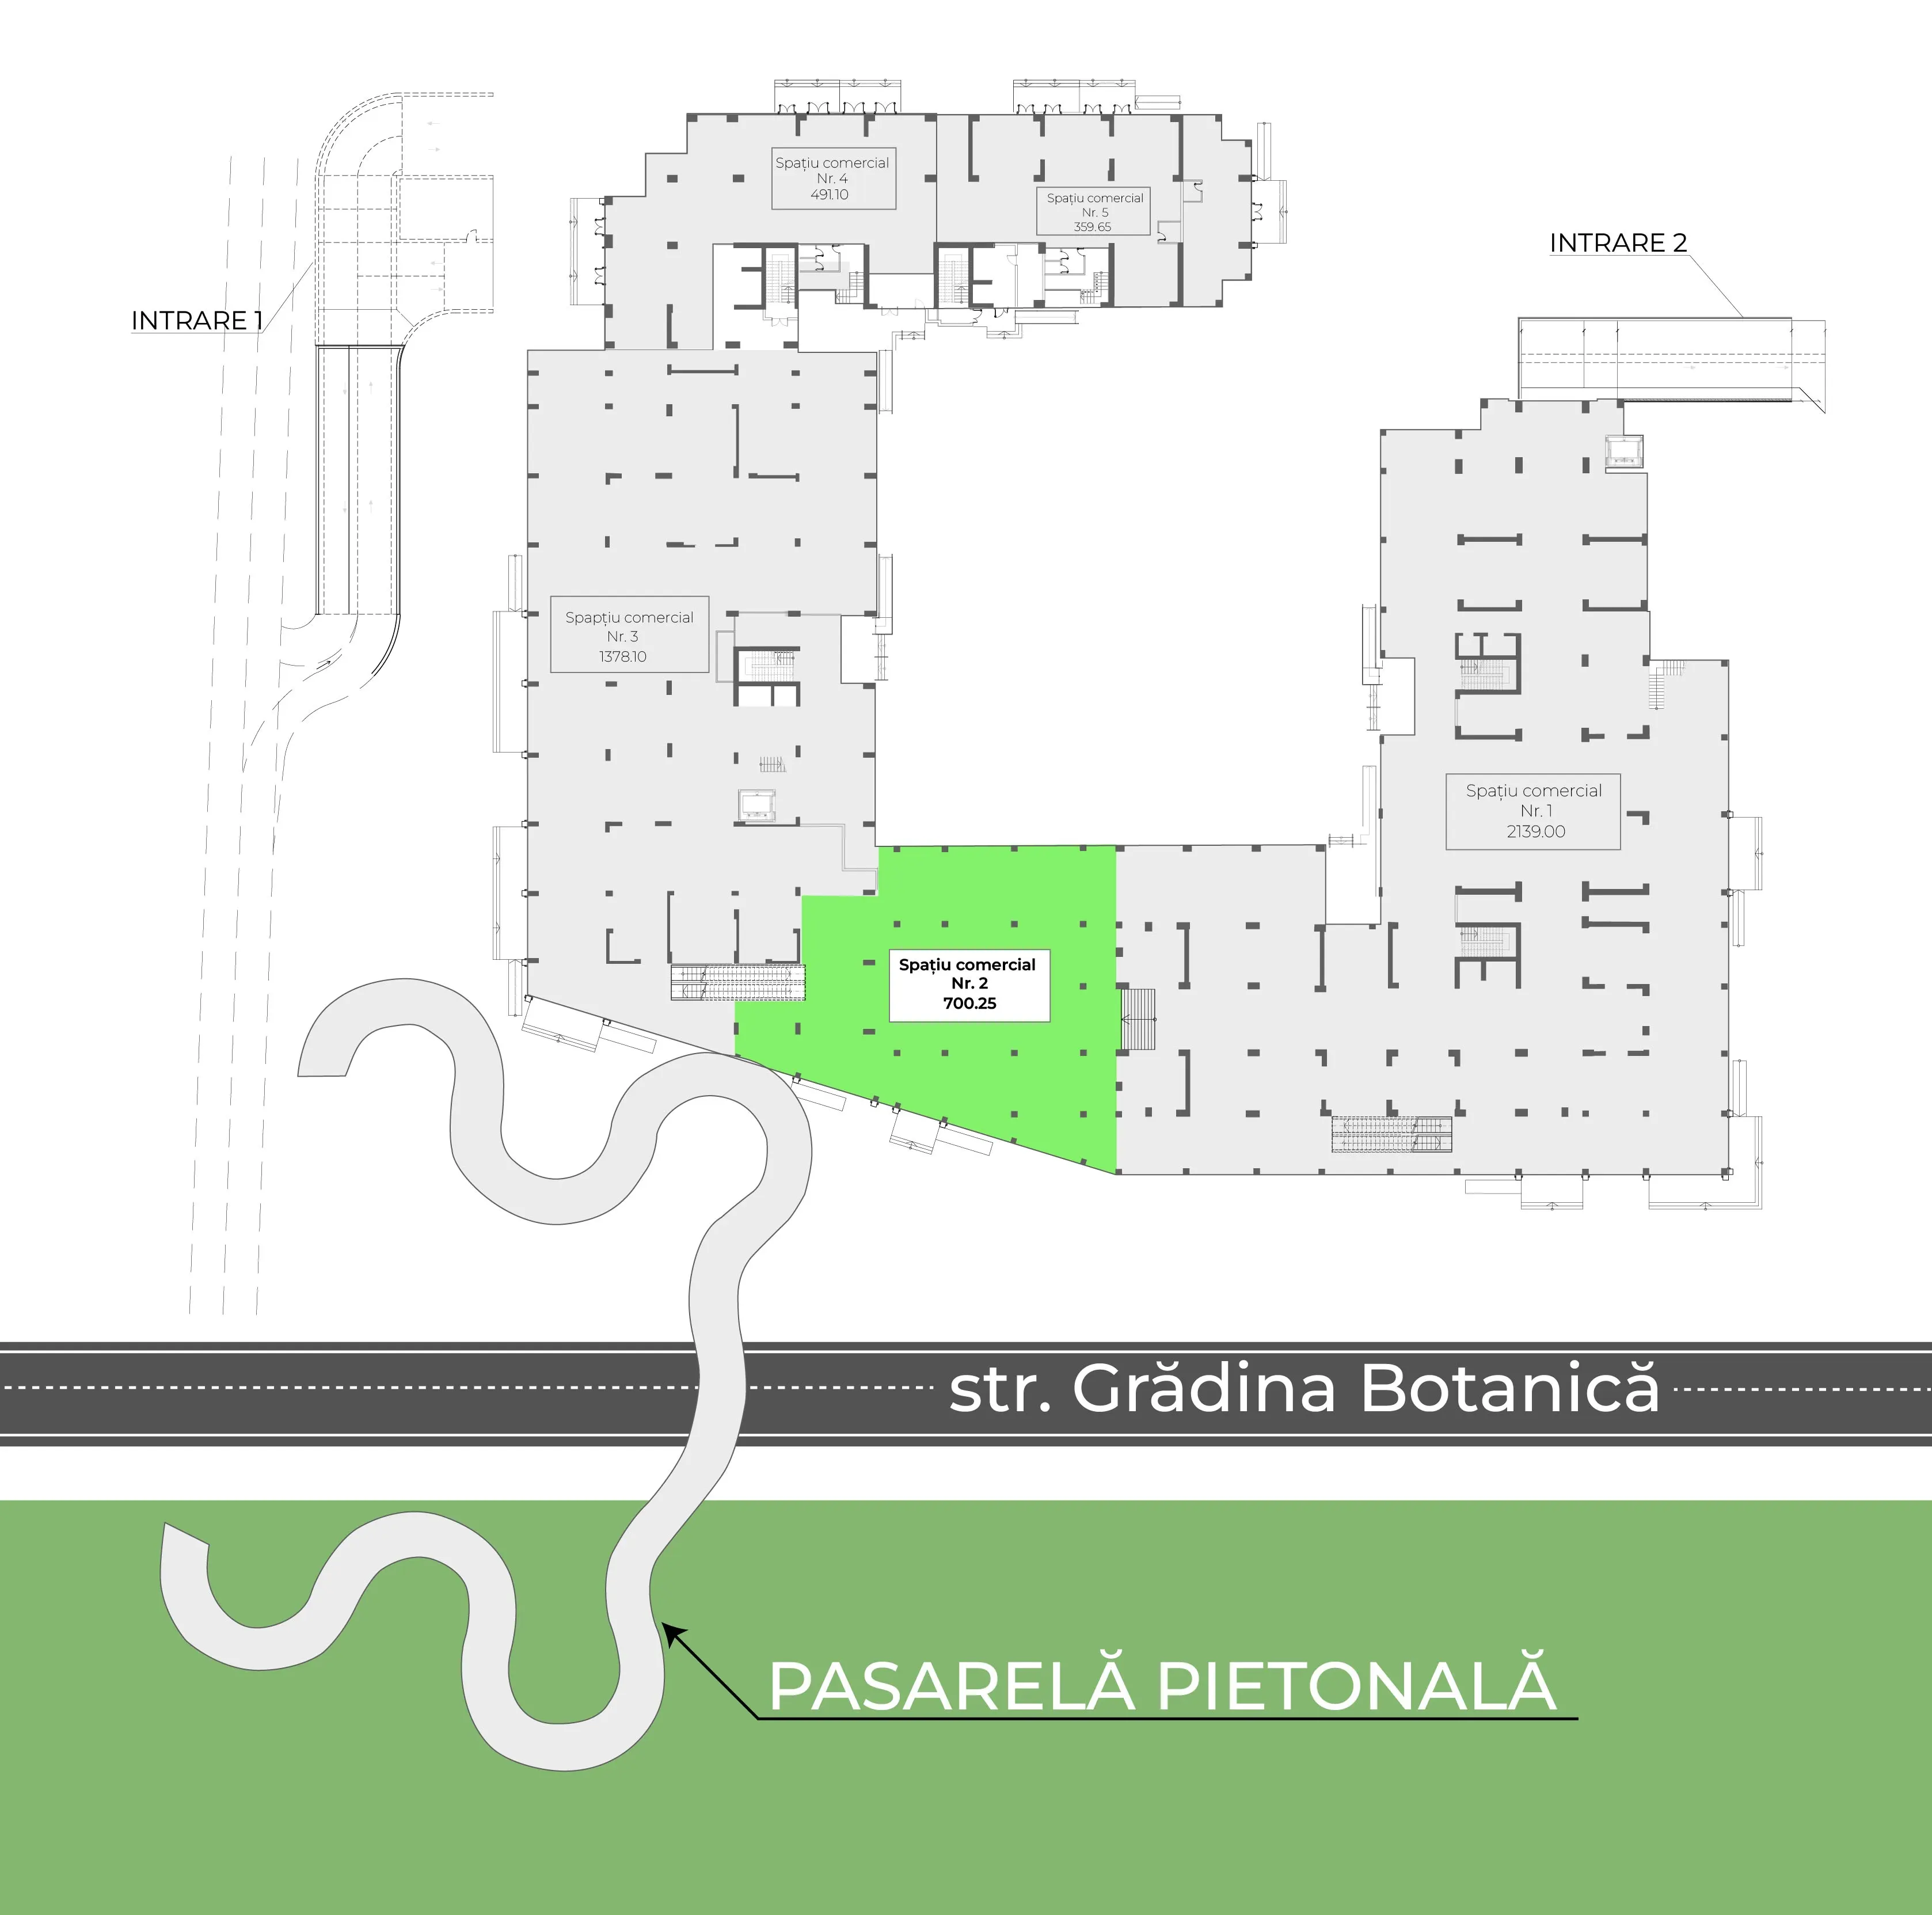 Spațiu comercial
Nr. 4
491.10
Spațiu comercial
Nr. 5
359.65
INTRARE 2
INTRARE 1
Spapțiu comercial
Nr. 3
1378.10
Spațiu comercial
Nr. 1
2139.00
Spațiu comercial
Nr. 2
700.25
str. Grădina Botanică
PASARELĂ PIETONALĂ